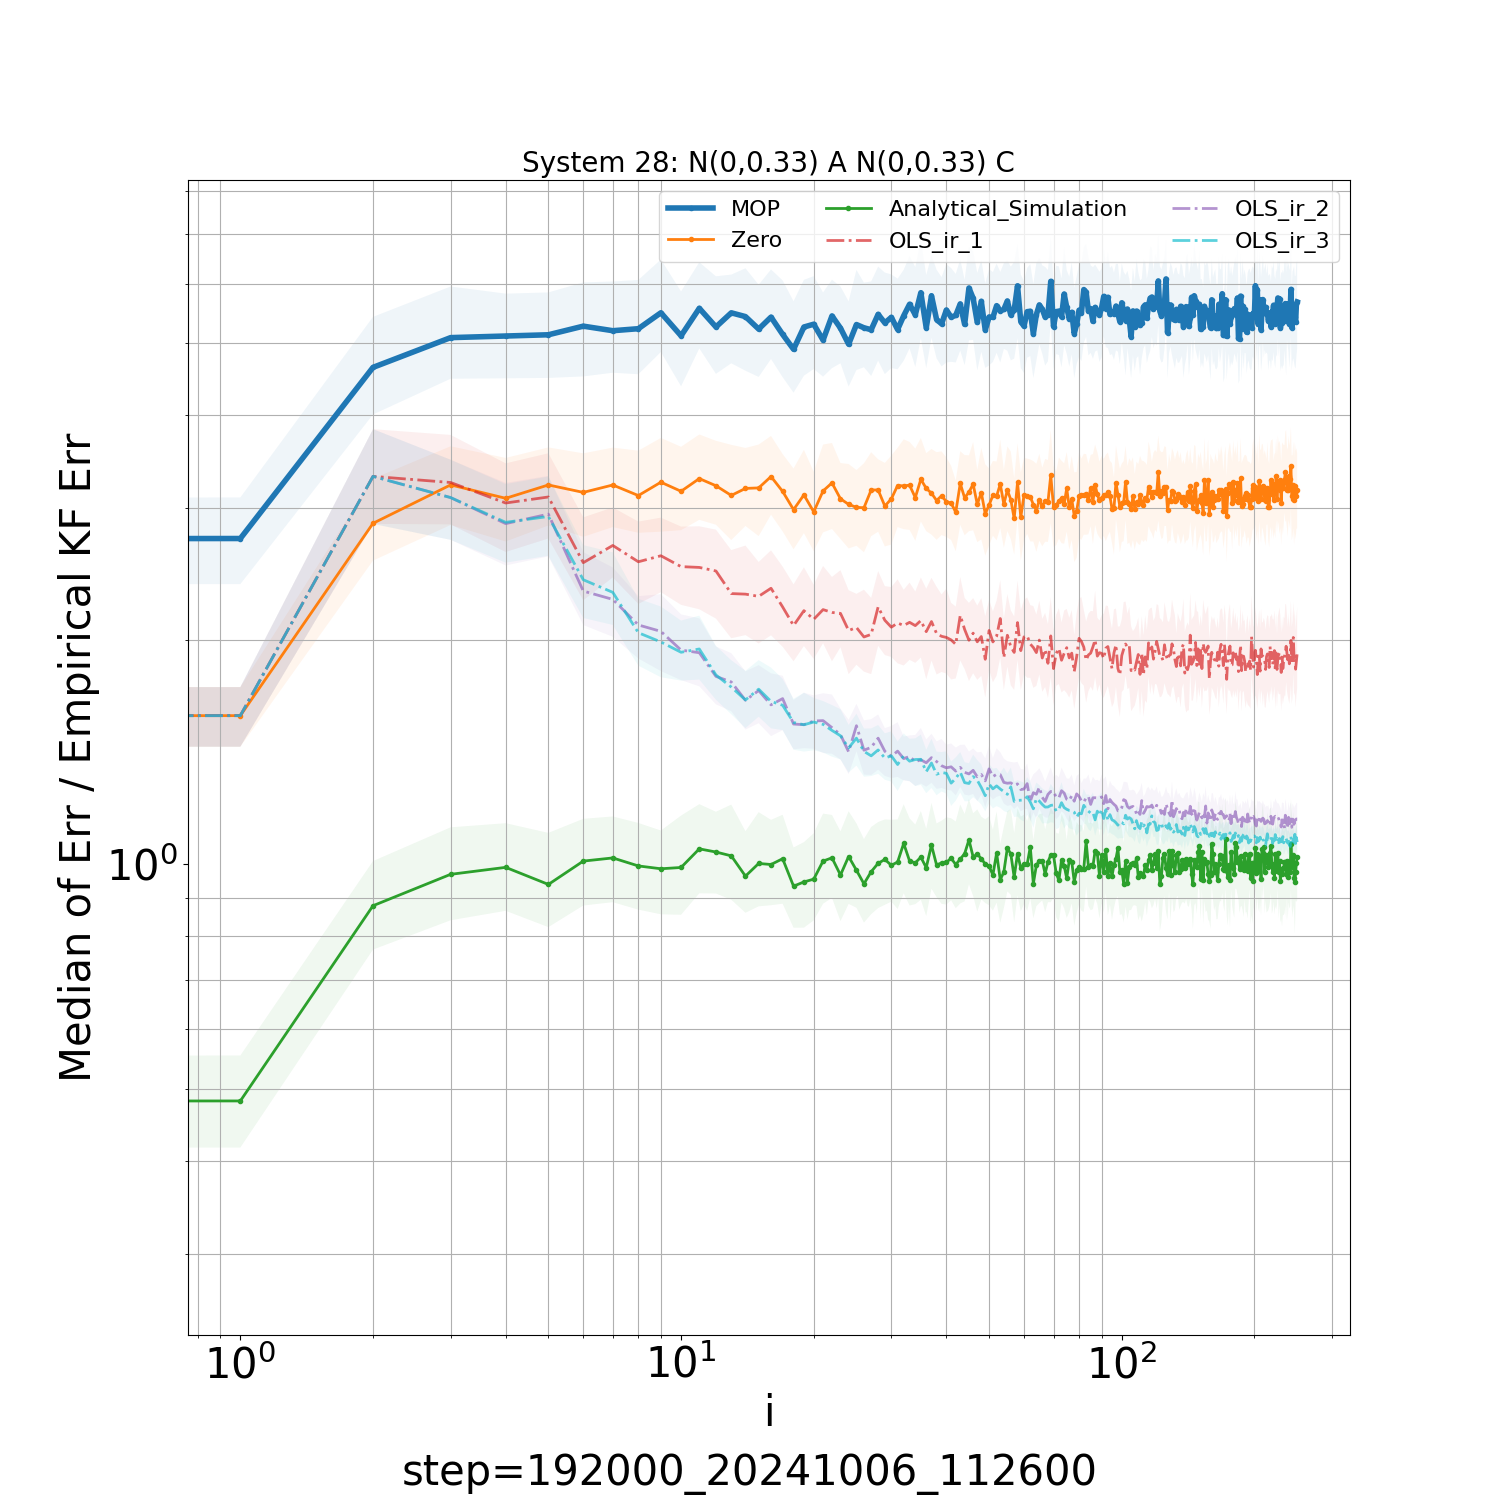 System 28: N(0,0.33) A N(0,0.33) C
MOP
Zero
Analytical_Simulation
OLS_ir_1
OLS_ir_2
OLS_ir_3
Median of Err / Empirical KF Err
10⁰
10⁰
10¹
10²
i
step=192000_20241006_112600